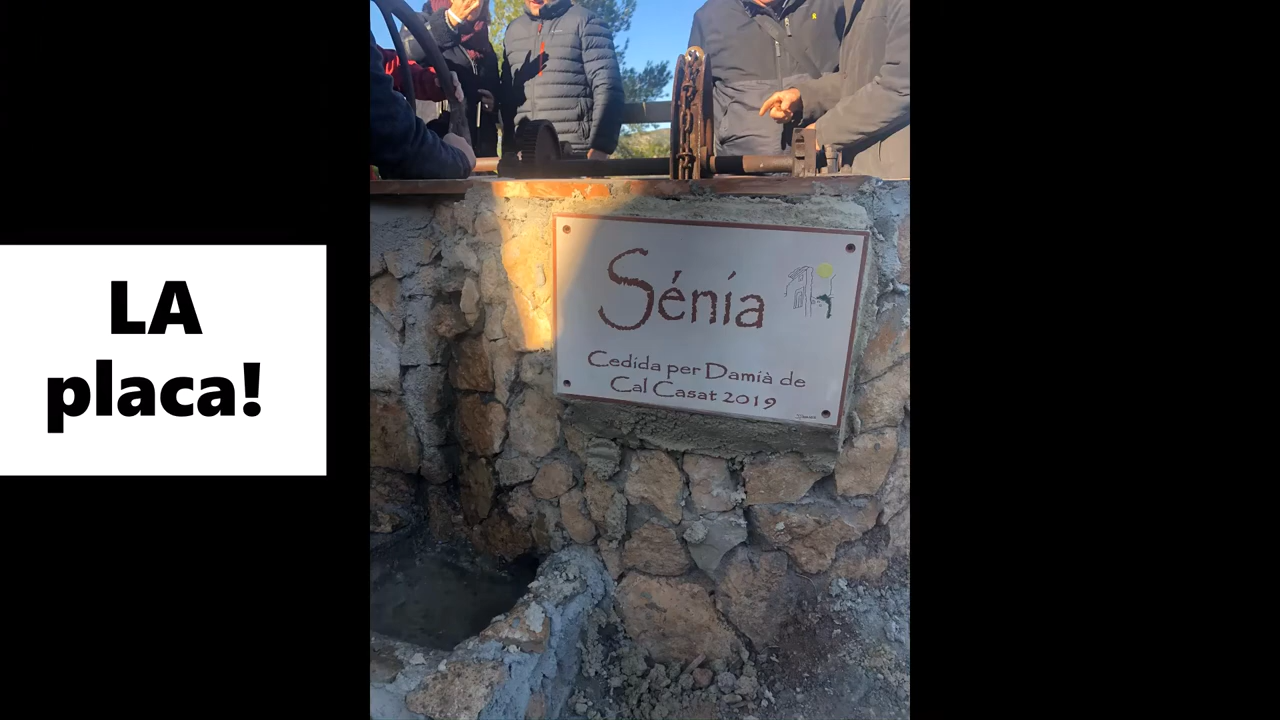 LA
placa!
Sénia
Cedida per Damià de
Cal Casat 2019